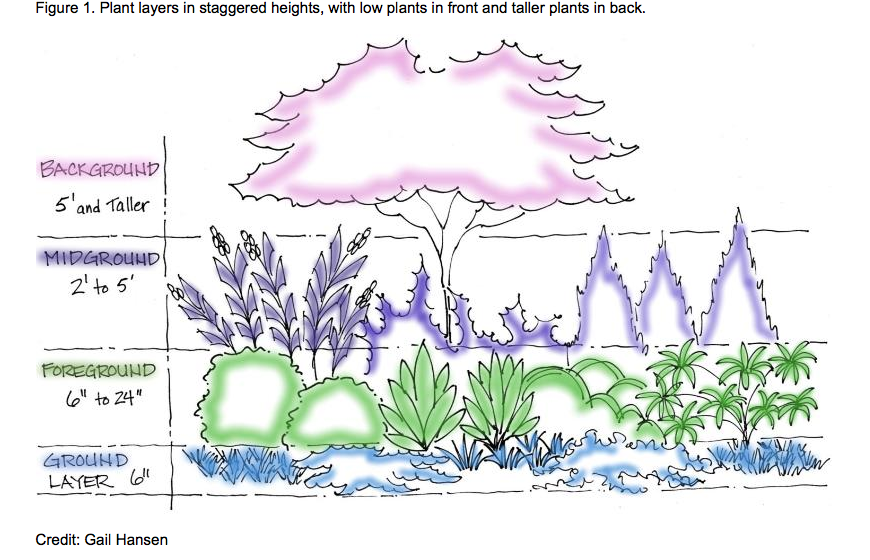 Figure 1. Plant layers in staggered heights, with low plants in front and taller plants in back.
BACKGROUND
5' and Taller
MIDGROUND
2' to 5'
FOREGROUND
6" to 24"
GROUND
LAYER 6"
Credit: Gail Hansen